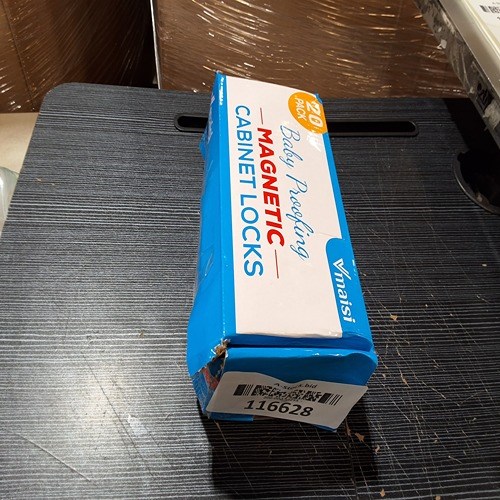 20
PACK
Baby Proofing
MAGNETIC
CABINET LOCKS
Vmaisi
116628